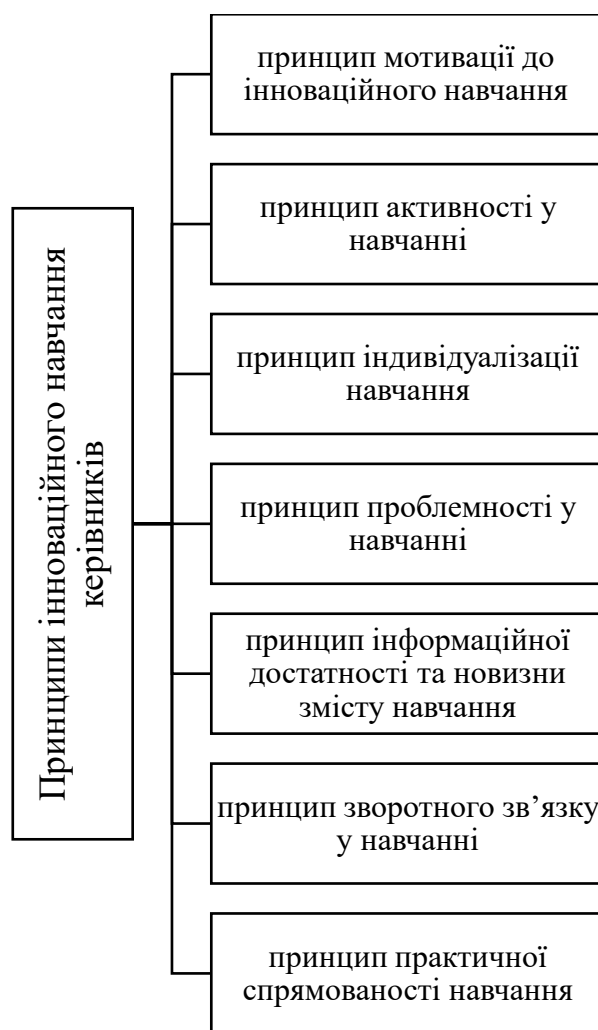 Принципи інноваційного навчання
керівників
принцип мотивації до
інноваційного навчання
принцип активності у
навчанні
принцип індивідуалізації
навчання
принцип проблемності у
навчанні
принцип інформаційної
достатності та новизни
змісту навчання
принцип зворотного зв’язку
у навчанні
принцип практичної
спрямованості навчання